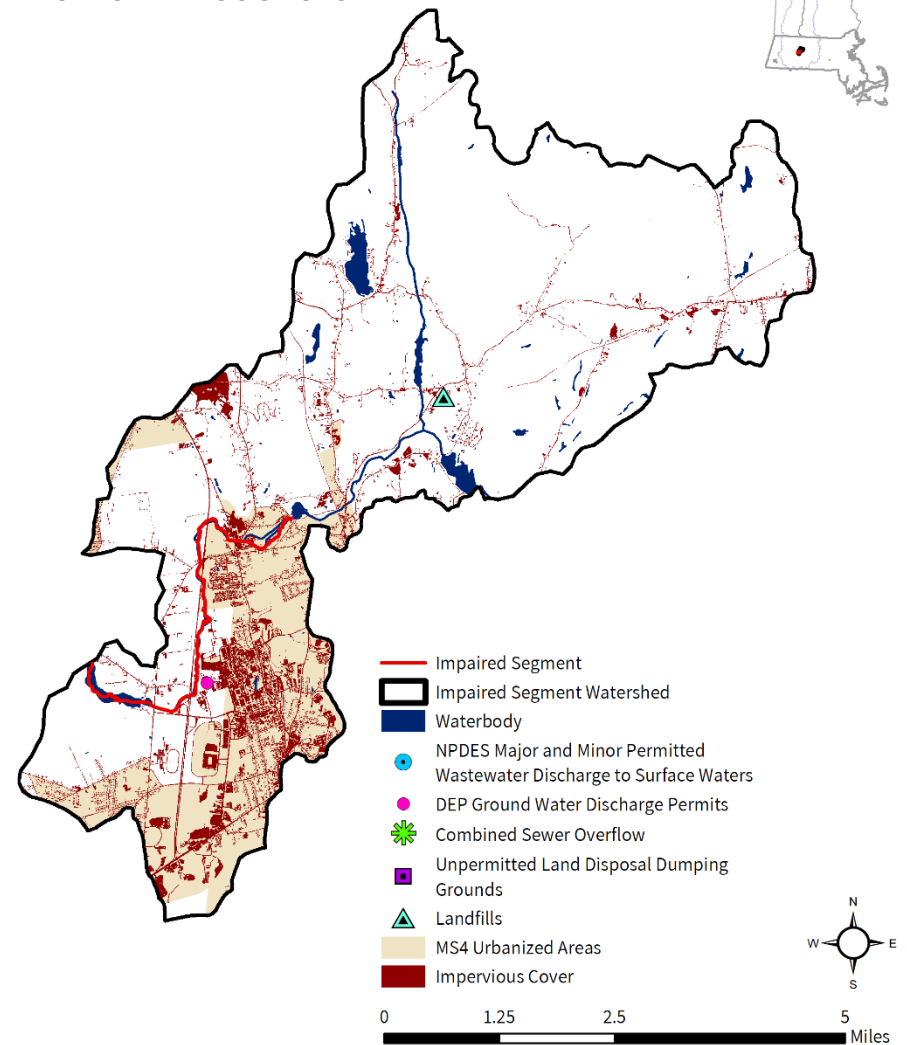 Impaired Segment
Impaired Segment Watershed
Waterbody
NPDES Major and Minor Permitted
Wastewater Discharge to Surface Waters
DEP Ground Water Discharge Permits
Combined Sewer Overflow
Unpermitted Land Disposal Dumping
Grounds
Landfills
MS4 Urbanized Areas
Impervious Cover
N
W E
S
0 1.25 2.5 5
Miles